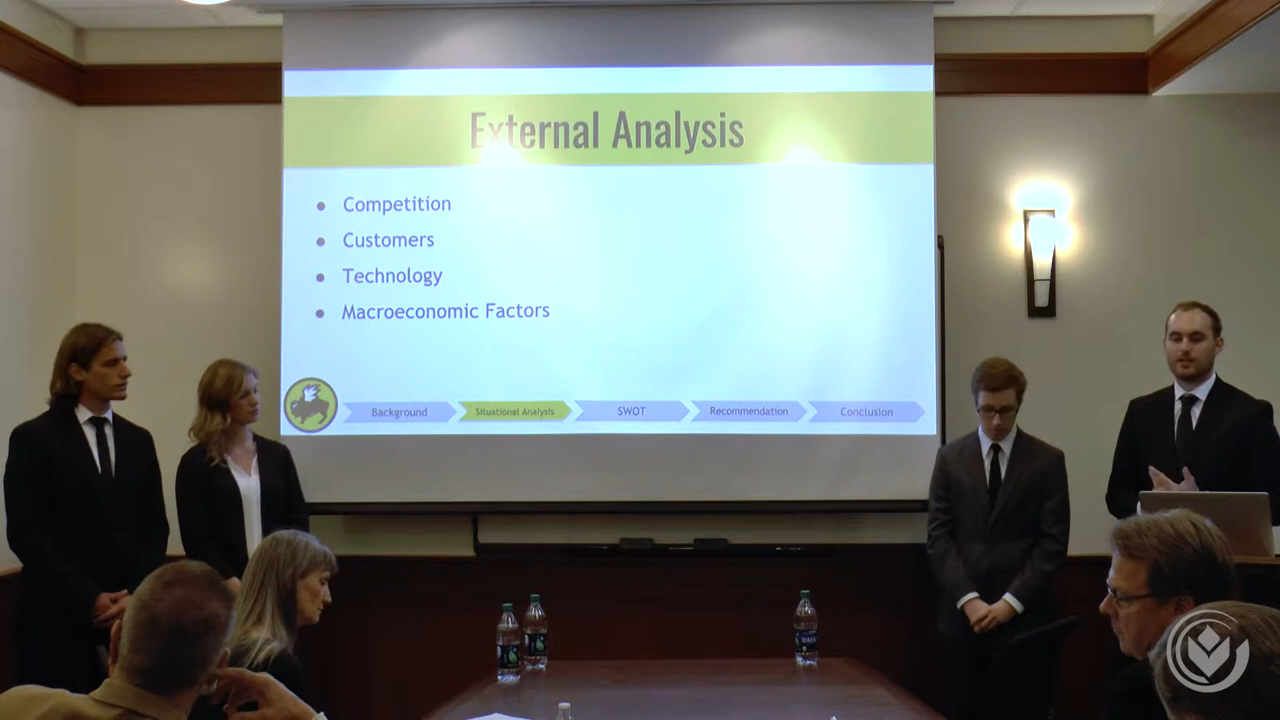 External Analysis
Competition
Customers
Technology
Macroeconomic Factors
Background
Situational Analysis
SWOT
Recommendation
Conclusion